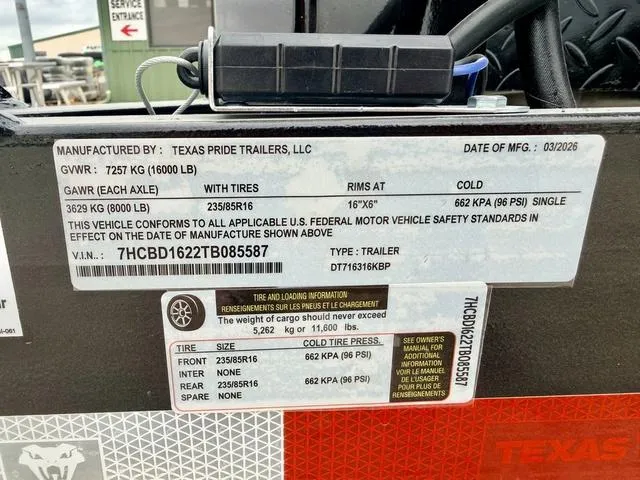 SERVICE
ENTRANCE
MANUFACTURED BY : TEXAS PRIDE TRAILERS, LLC DATE OF MFG. : 03/2026
GVWR : 7257 KG (16000 LB)
GAWR (EACH AXLE) WITH TIRES RIMS AT COLD
3629 KG (8000 LB) 235/85R16 16"X6" 662 KPA (96 PSI) SINGLE
THIS VEHICLE CONFORMS TO ALL APPLICABLE U.S. FEDERAL MOTOR VEHICLE SAFETY STANDARDS IN
EFFECT ON THE DATE OF MANUFACTURE SHOWN ABOVE
V.I.N.: 7HCBD1622TB085587 TYPE : TRAILER
DT716316KBP
TIRE AND LOADING INFORMATION
RENSEIGNEMENTS SUR LES PNEUS ET LE CHARGEMENT
The weight of cargo should never exceed
5,262 kg or 11,600 lbs.
TIRE SIZE COLD TIRE PRESS.
FRONT 235/85R16 662 KPA (96 PSI)
INTER NONE
REAR 235/85R16 662 KPA (96 PSI)
SPARE NONE
SEE OWNER'S
MANUAL FOR
ADDITIONAL
INFORMATION
VOIR LE MANUEL
DE L'USAGER
POUR PLUS DE
RENSEIGNEMENTS
7HCBD1622TB085587
TEXAS